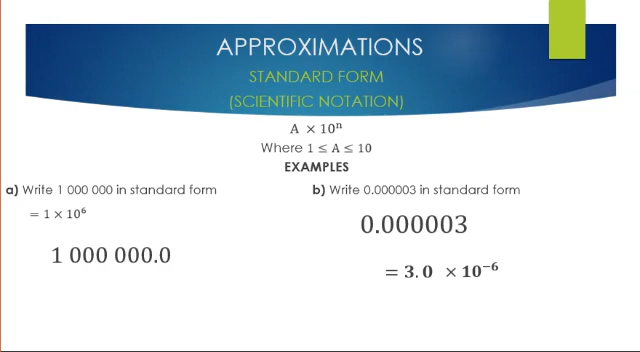 APPROXIMATIONS
STANDARD FORM
(SCIENTIFIC NOTATION)
A × 10ⁿ
Where 1 ≤ A ≤ 10
EXAMPLES
a) Write 1 000 000 in standard form
= 1 × 10⁶
1 000 000.0
b) Write 0.000003 in standard form
0.000003
= 3.0 × 10⁻⁶